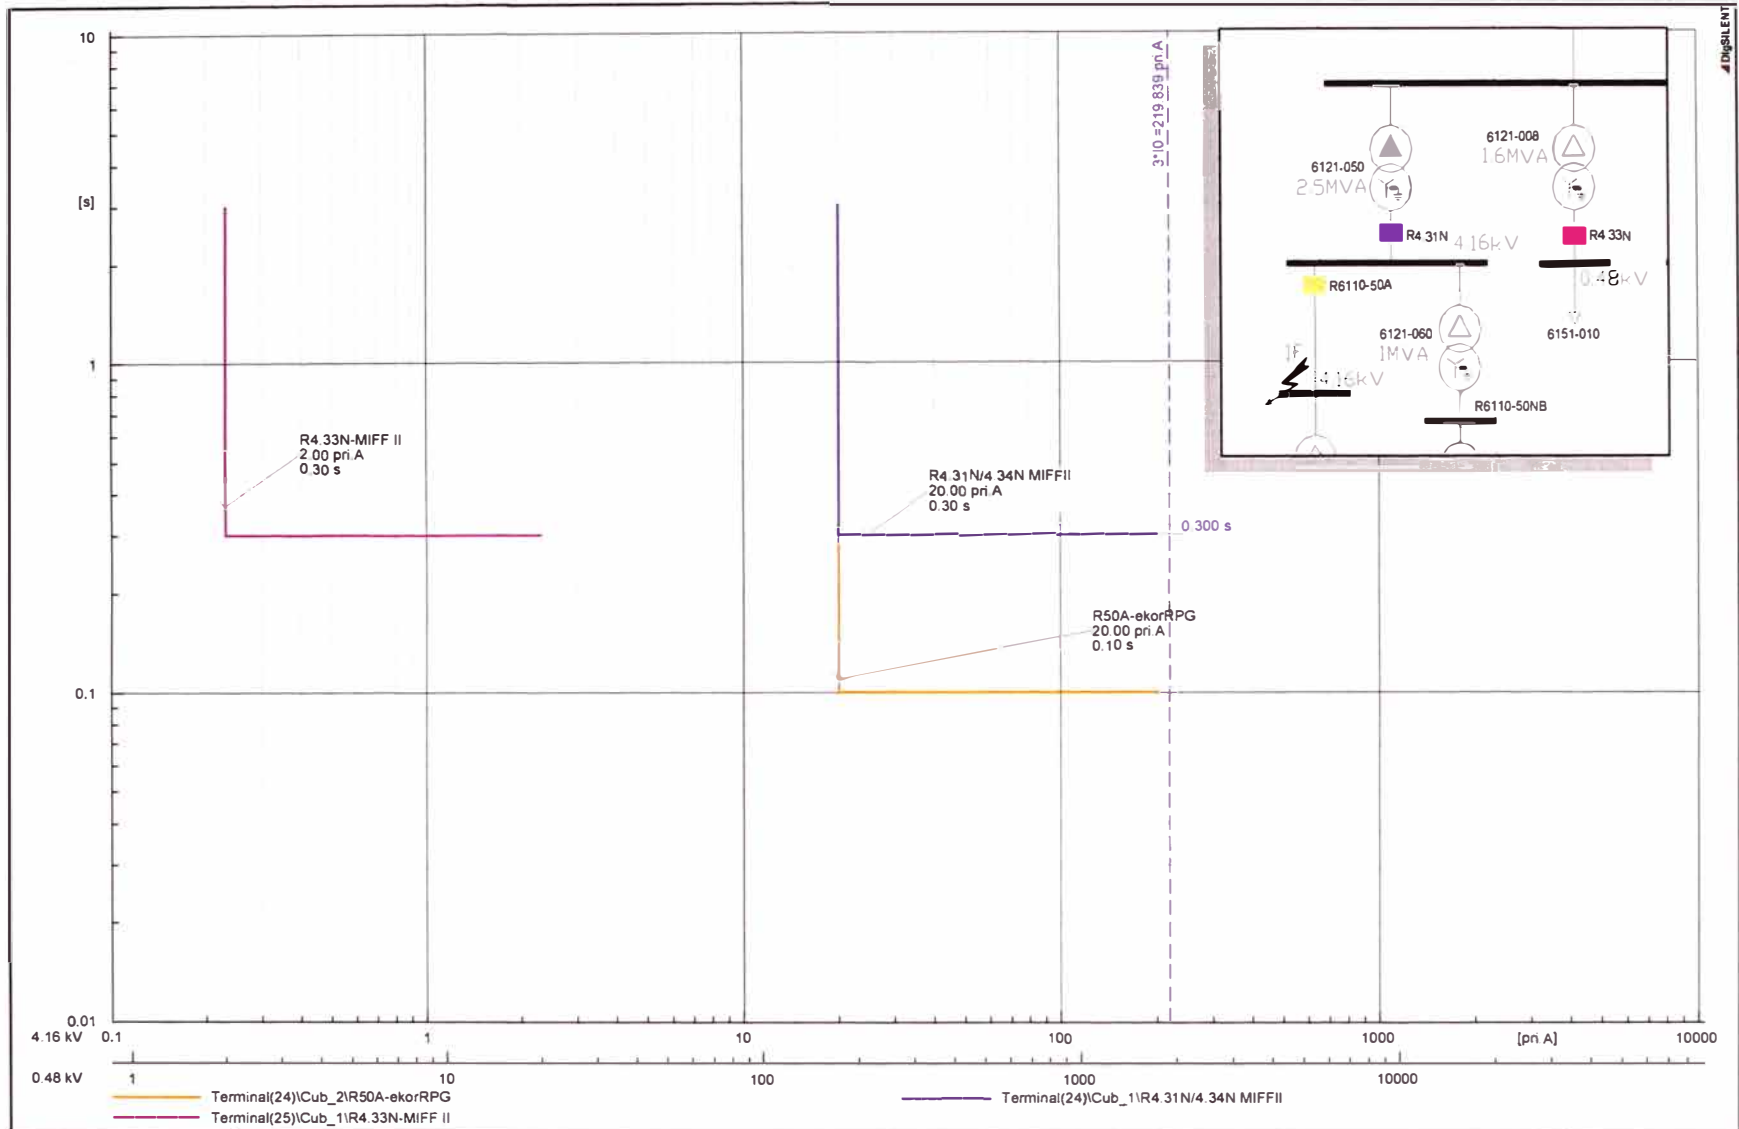 DIgSILENT
10
[s]
1
0.1
0.01
3*I0 =219 839 pri.A
R4.33N-MIFF II
2.00 pri.A
0.30 s
R4.31N/4.34N MIFFII
20.00 pri.A
0.30 s
0.300 s
R50A-ekorRPG
20.00 pri.A
0.10 s
6121-050
2.5MVA
6121-008
1.6MVA
R4.31N
4.16kV
R4.33N
0.48kV
R6110-50A
6121-060
1MVA
6151-010
1F
4.16kV
R6110-50NB
4.16 kV 0.1 1 10 100 1000 [pri.A] 10000
0.48 kV 1 10 100 1000 10000
Terminal(24)\Cub_2\R50A-ekorRPG
Terminal(25)\Cub_1\R4.33N-MIFF II
Terminal(24)\Cub_1\R4.31N/4.34N MIFFII